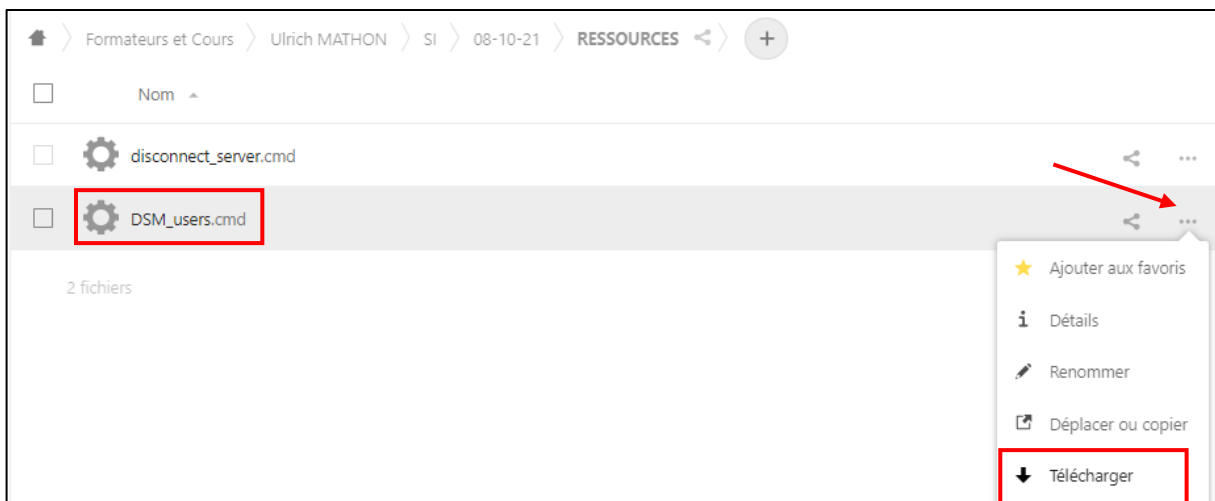 Formateurs et Cours Ulrich MATHON SI 08-10-21 RESSOURCES +
Nom
disconnect_server.cmd
DSM_users.cmd
2 fichiers
Ajouter aux favoris
Détails
Renommer
Déplacer ou copier
Télécharger